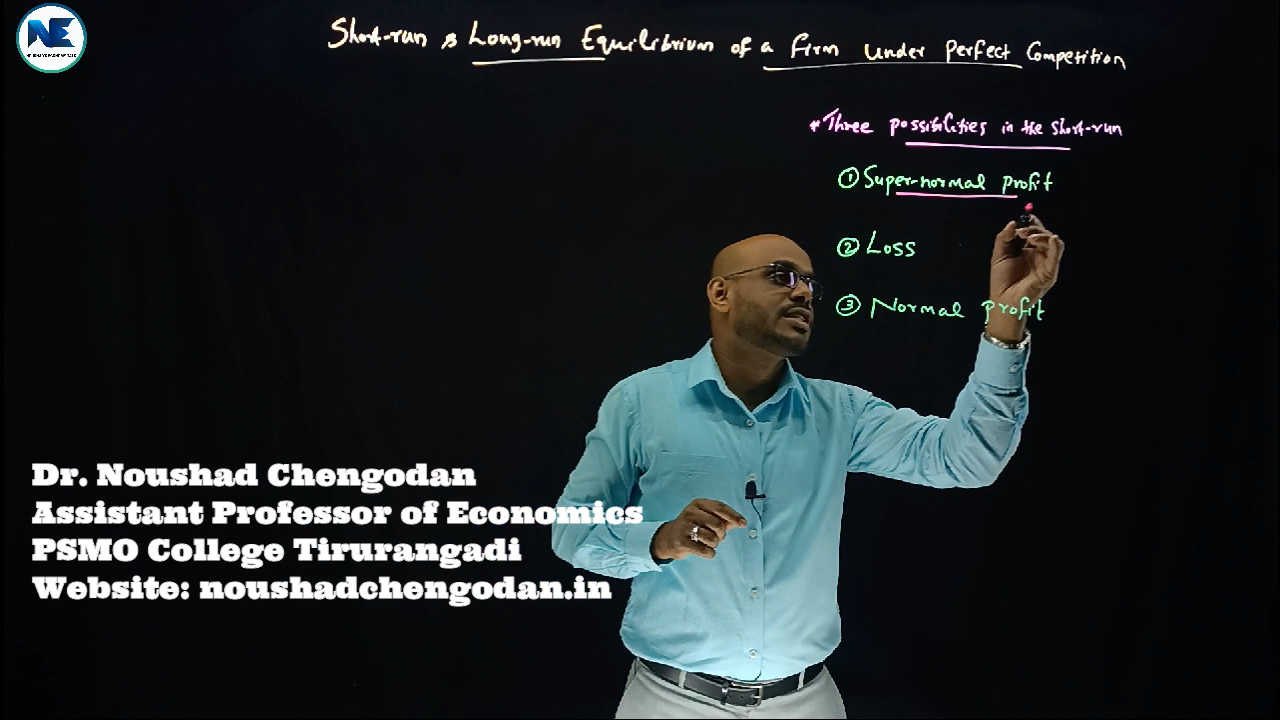 NE
Short-run & Long-run Equilibrium of a firm under perfect Competition
* Three possibilities in the short-run
① Super-normal profit
② Loss
③ Normal profit
Dr. Noushad Chengodan
Assistant Professor of Economics
PSMO College Tirurangadi
Website: noushadchengodan.in